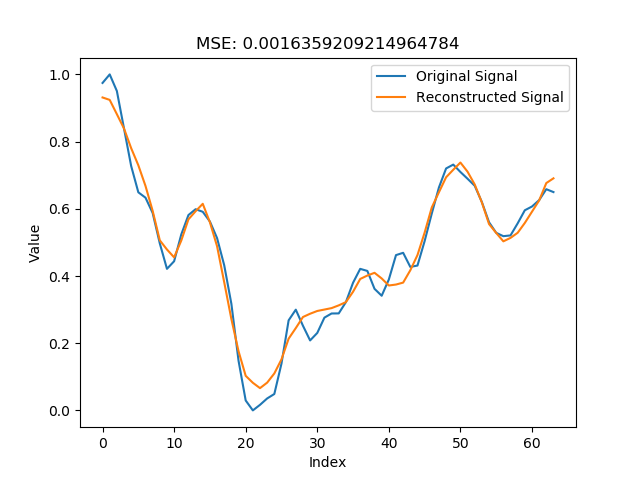 MSE: 0.0016359209214964784
Original Signal
Reconstructed Signal
1.0
0.8
0.6
0.4
0.2
0.0
Value
0 10 20 30 40 50 60
Index